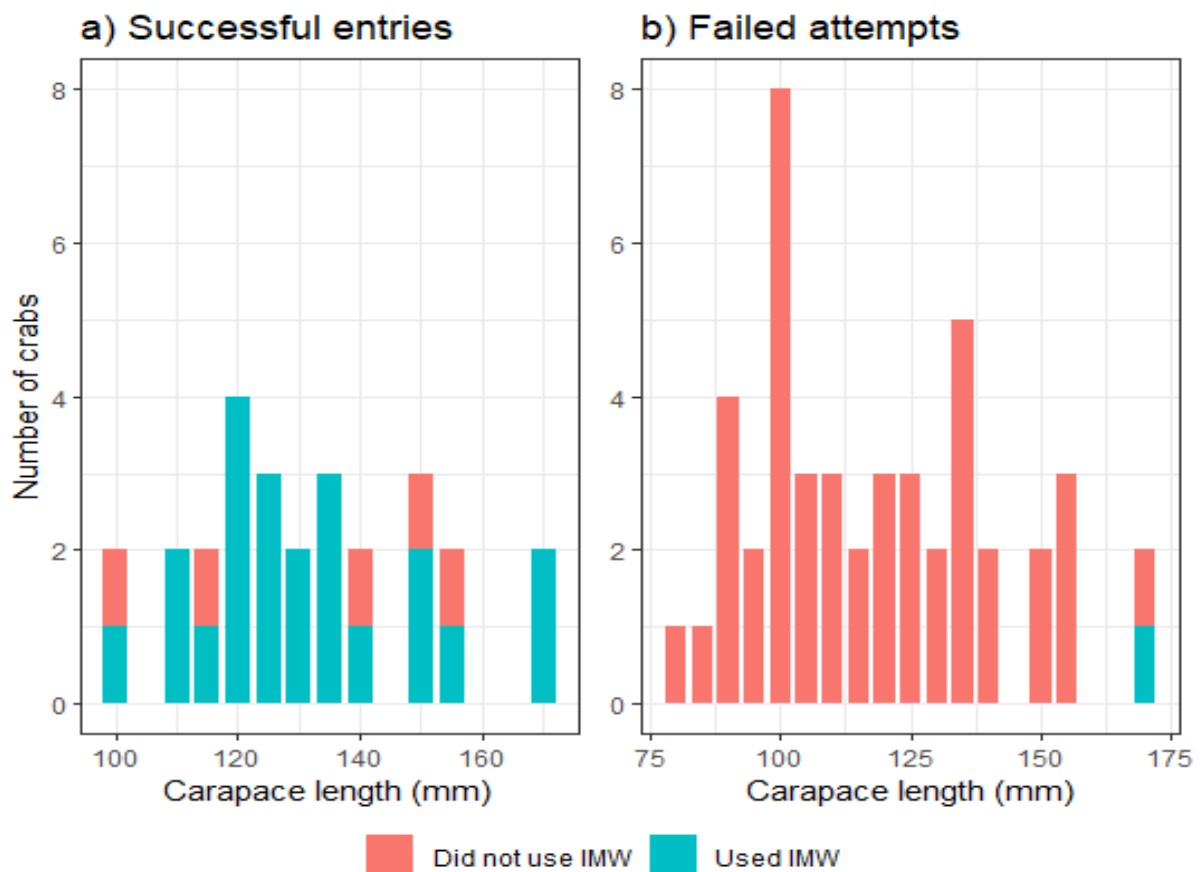 a) Successful entries
b) Failed attempts
Number of crabs
8
6
4
2
0
100 120 140 160
Carapace length (mm)
8
6
4
2
0
75 100 125 150 175
Carapace length (mm)
Did not use IMW
Used IMW